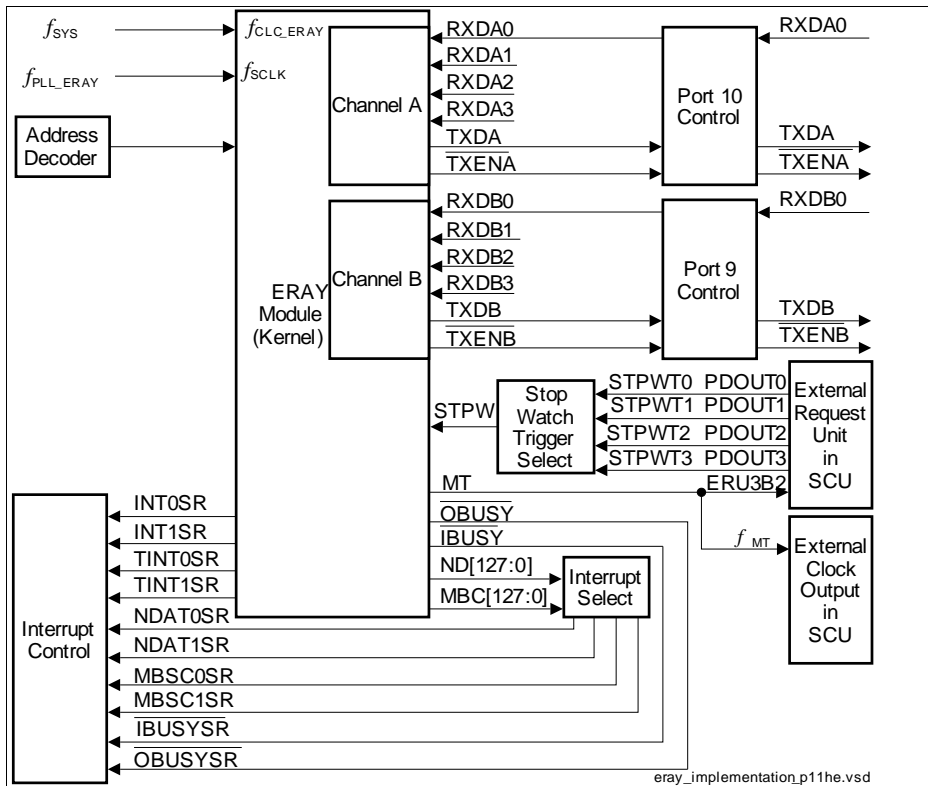 fSYS
fCLC_ERAY
fPLL_ERAY
fSCLK
Address
Decoder
ERAY
Module
(Kernel)
Channel A
RXDA0
RXDA1
RXDA2
RXDA3
TXDA
TXENA
Port 10
Control
RXDA0
TXDA
TXENA
Channel B
RXDB0
RXDB1
RXDB2
RXDB3
TXDB
TXENB
Port 9
Control
RXDB0
TXDB
TXENB
STPW
Stop
Watch
Trigger
Select
STPWT0 PDOUT0
STPWT1 PDOUT1
STPWT2 PDOUT2
STPWT3 PDOUT3
External
Request
Unit
in
SCU
MT
ERU3B2
OBUSY
IBUSY
fMT
External
Clock
Output
in
SCU
ND[127:0]
MBC[127:0]
Interrupt
Select
Interrupt
Control
INT0SR
INT1SR
TINT0SR
TINT1SR
NDAT0SR
NDAT1SR
MBSC0SR
MBSC1SR
IBUSYSR
OBUSYSR
eray_implementation_p11he.vsd